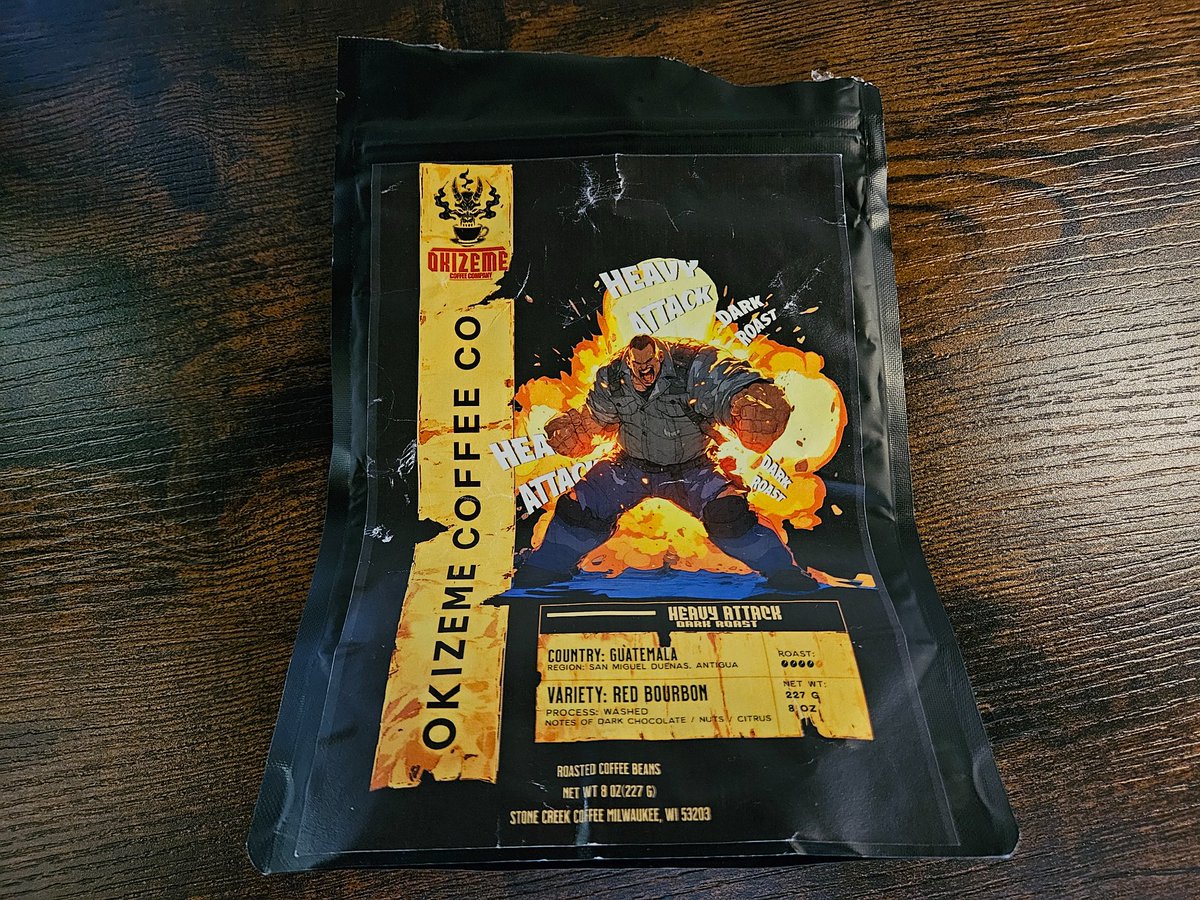 OKIZEME
COFFEE COMPANY
OKIZEME COFFEE CO
HEAVY
ATTACK
DARK
ROAST
HEA
ATTACK
DARK
ROAST
HEAVY ATTACK
DARK ROAST
COUNTRY: GUATEMALA
REGION: SAN MIGUEL DUENAS, ANTIGUA
ROAST:
VARIETY: RED BOURBON
PROCESS: WASHED
NOTES OF DARK CHOCOLATE / NUTS / CITRUS
NET WT:
227 G
8 OZ
ROASTED COFFEE BEANS
NET WT 8 OZ(227 G)
STONE CREEK COFFEE MILWAUKEE, WI 53203